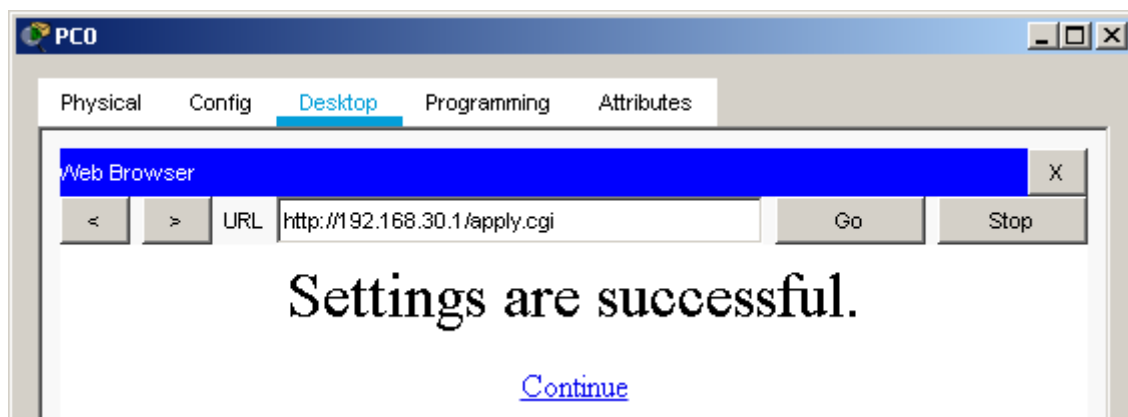 PC0
Physical Config Desktop Programming Attributes
Web Browser X
< > URL http://192.168.30.1/apply.cgi Go Stop
Settings are successful.
Continue